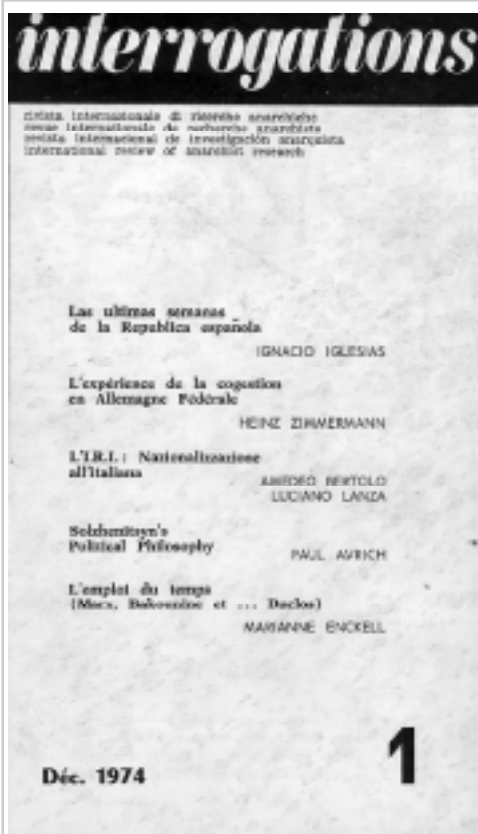 interrogations
rivista internazionale di ricerche anarchiche
revue internationale de recherche anarchiste
revista internacional de investigación anarquista
international review of anarchist research
Las ultimas semanas
de la Republica española
IGNACIO IGLESIAS
L'expérience de la cogestion
en Allemagne Fédérale
HEINZ ZIMMERMANN
L'I.R.I. : Nationalizzazione
all'italiana
AMEDEO BERTOLO
LUCIANO LANZA
Solzhenitsyn's
Political Philosophy
PAUL AVRICH
L'emploi du temps
(Marx, Bakounine et ... Duclos)
MARIANNE ENCKELL
Déc. 1974
1